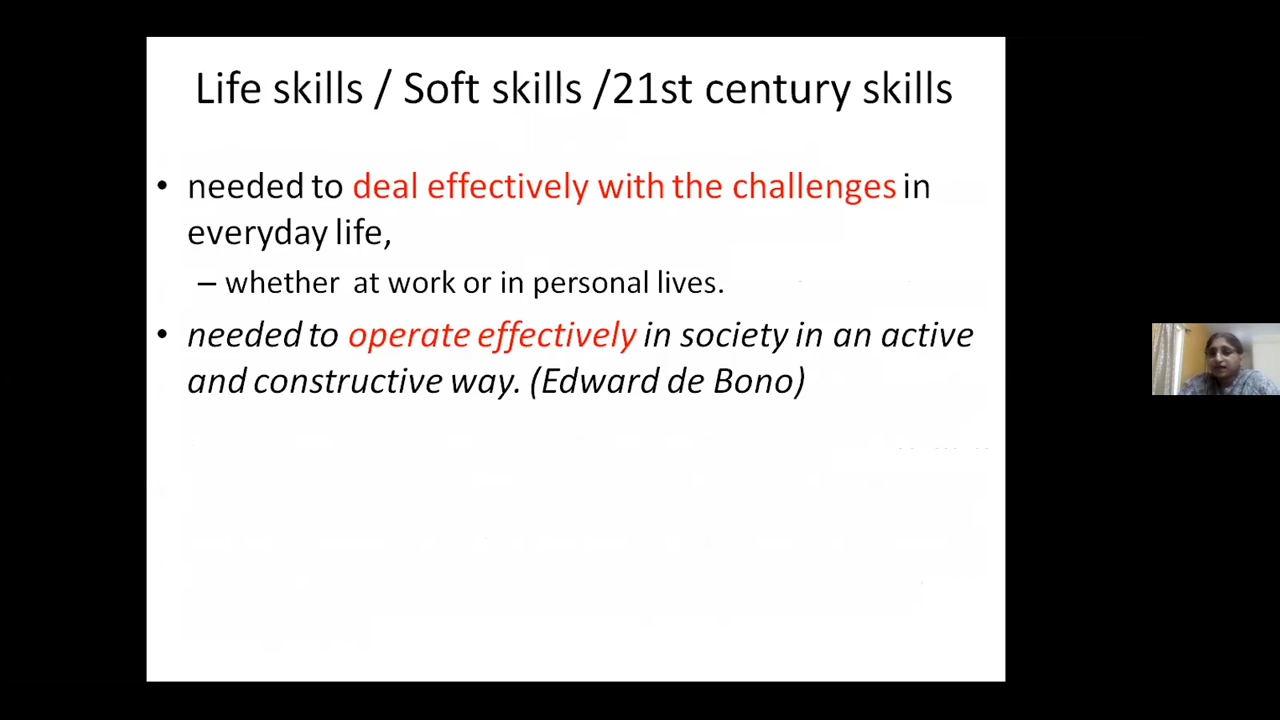 Life skills / Soft skills /21st century skills
• needed to deal effectively with the challenges in
everyday life,
– whether at work or in personal lives.
• needed to operate effectively in society in an active
and constructive way. (Edward de Bono)